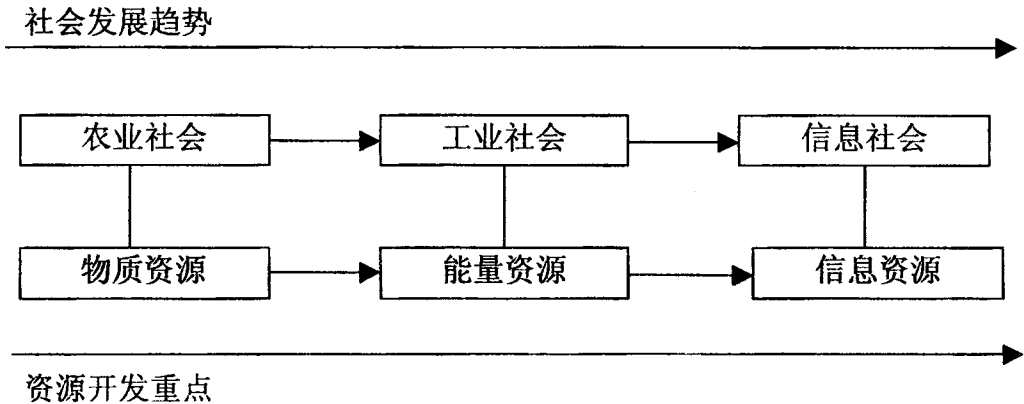 社会发展趋势
农业社会
工业社会
信息社会
物质资源
能量资源
信息资源
资源开发重点